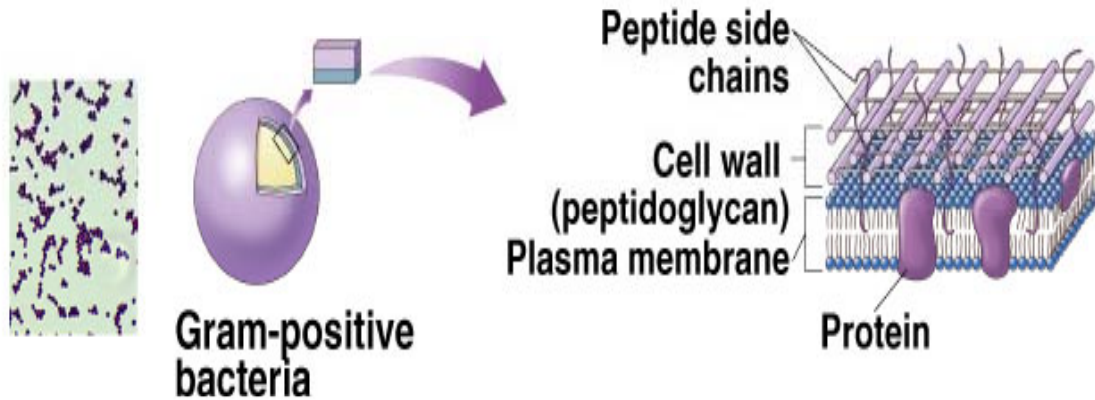 Peptide side
chains
Cell wall
(peptidoglycan)
Plasma membrane
Protein
Gram-positive
bacteria